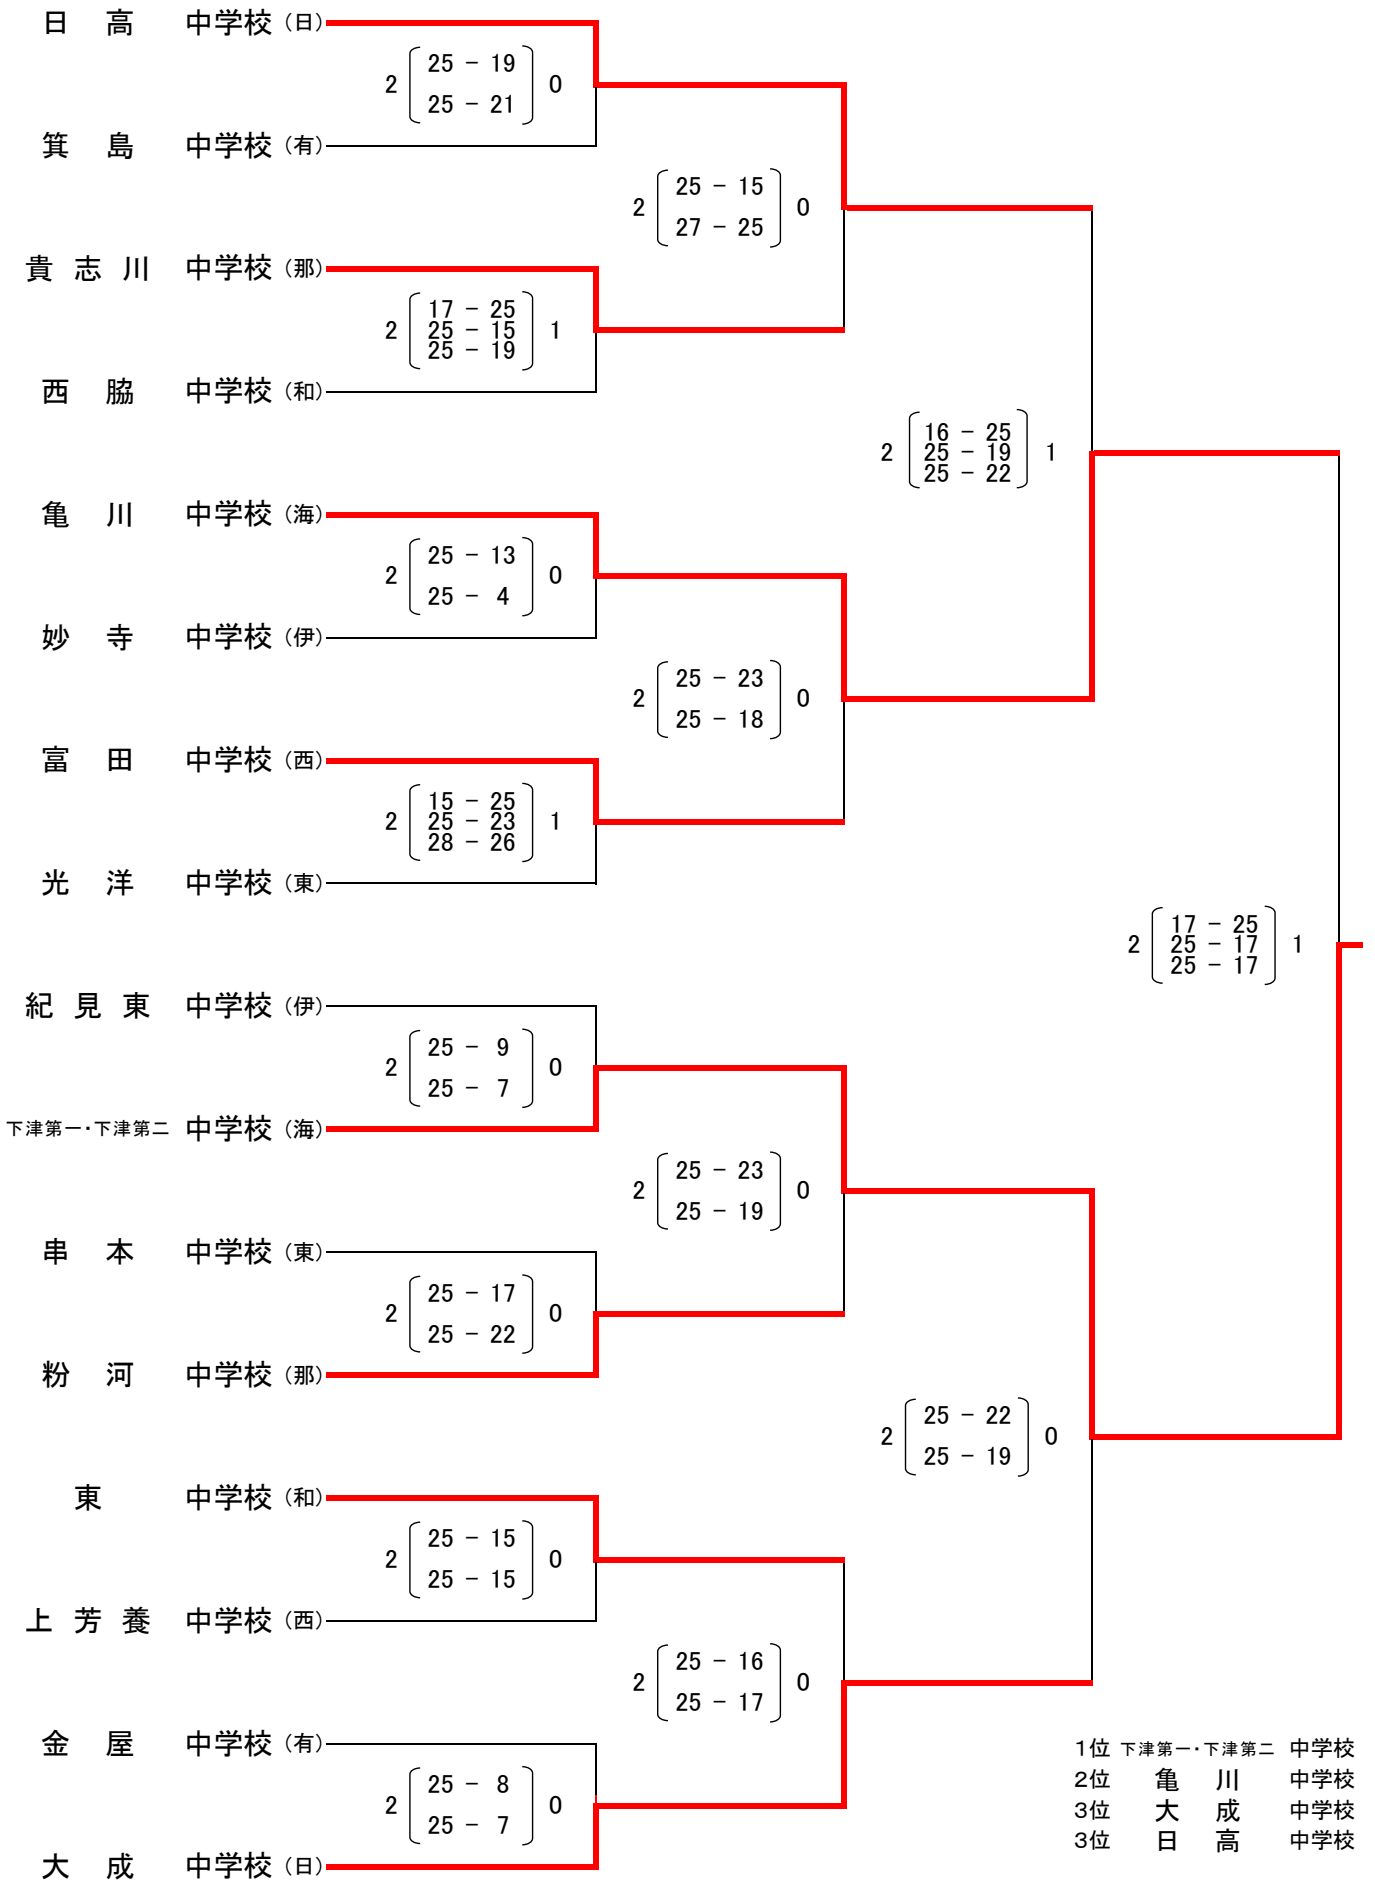 日 高 中学校 （日）
2 25 － 19 0
25 － 21
箕 島 中学校 （有）
2 25 － 15 0
27 － 25
貴 志 川 中学校 （那）
17 － 25
2 25 － 15 1
25 － 19
西 脇 中学校 （和）
16 － 25
2 25 － 19 1
25 － 22
亀 川 中学校 （海）
2 25 － 13 0
25 － 4
妙 寺 中学校 （伊）
2 25 － 23 0
25 － 18
富 田 中学校 （西）
15 － 25
2 25 － 23 1
28 － 26
光 洋 中学校 （東）
17 － 25
2 25 － 17 1
25 － 17
紀 見 東 中学校 （伊）
2 25 － 9 0
25 － 7
下津第一・下津第二 中学校 （海）
2 25 － 23 0
25 － 19
串 本 中学校 （東）
2 25 － 17 0
25 － 22
粉 河 中学校 （那）
2 25 － 22 0
25 － 19
東 中学校 （和）
2 25 － 15 0
25 － 15
上 芳 養 中学校 （西）
2 25 － 16 0
25 － 17
金 屋 中学校 （有）
2 25 － 8 0
25 － 7
大 成 中学校 （日）
1位 下津第一・下津第二 中学校
2位 亀 川 中学校
3位 大 成 中学校
3位 日 高 中学校